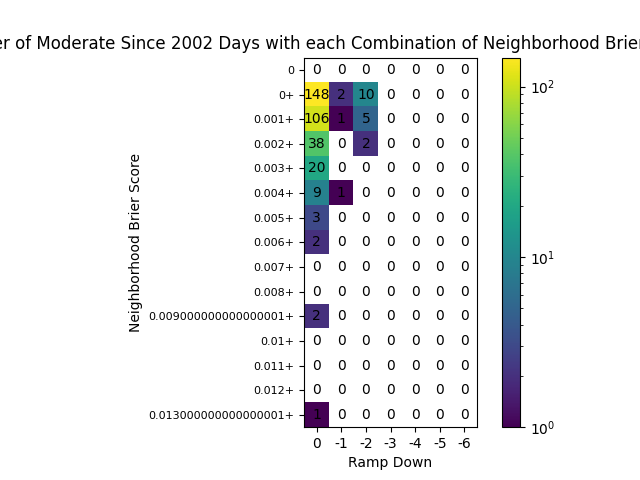 er of Moderate Since 2002 Days with each Combination of Neighborhood Brier
0 0 0 0 0 0 0 0
0+ 148 2 10 0 0 0 0
0.001+ 106 1 5 0 0 0 0
0.002+ 38 0 2 0 0 0 0
0.003+ 20 0 0 0 0 0 0
0.004+ 9 1 0 0 0 0 0
0.005+ 3 0 0 0 0 0 0
0.006+ 2 0 0 0 0 0 0
0.007+ 0 0 0 0 0 0 0
0.008+ 0 0 0 0 0 0 0
0.009000000000000001+ 2 0 0 0 0 0 0
0.01+ 0 0 0 0 0 0 0
0.011+ 0 0 0 0 0 0 0
0.012+ 0 0 0 0 0 0 0
0.013000000000000001+ 1 0 0 0 0 0 0
0 -1 -2 -3 -4 -5 -6
Ramp Down
Neighborhood Brier Score
10²
10¹
10⁰